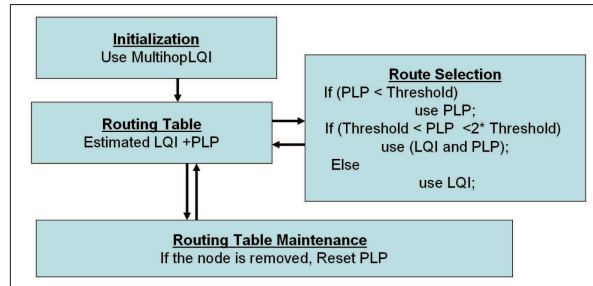 Initialization
Use MultihopLQI
Routing Table
Estimated LQI +PLP
Route Selection
If (PLP < Threshold)
use PLP;
If (Threshold < PLP <2* Threshold)
use (LQI and PLP);
Else
use LQI;
Routing Table Maintenance
If the node is removed, Reset PLP